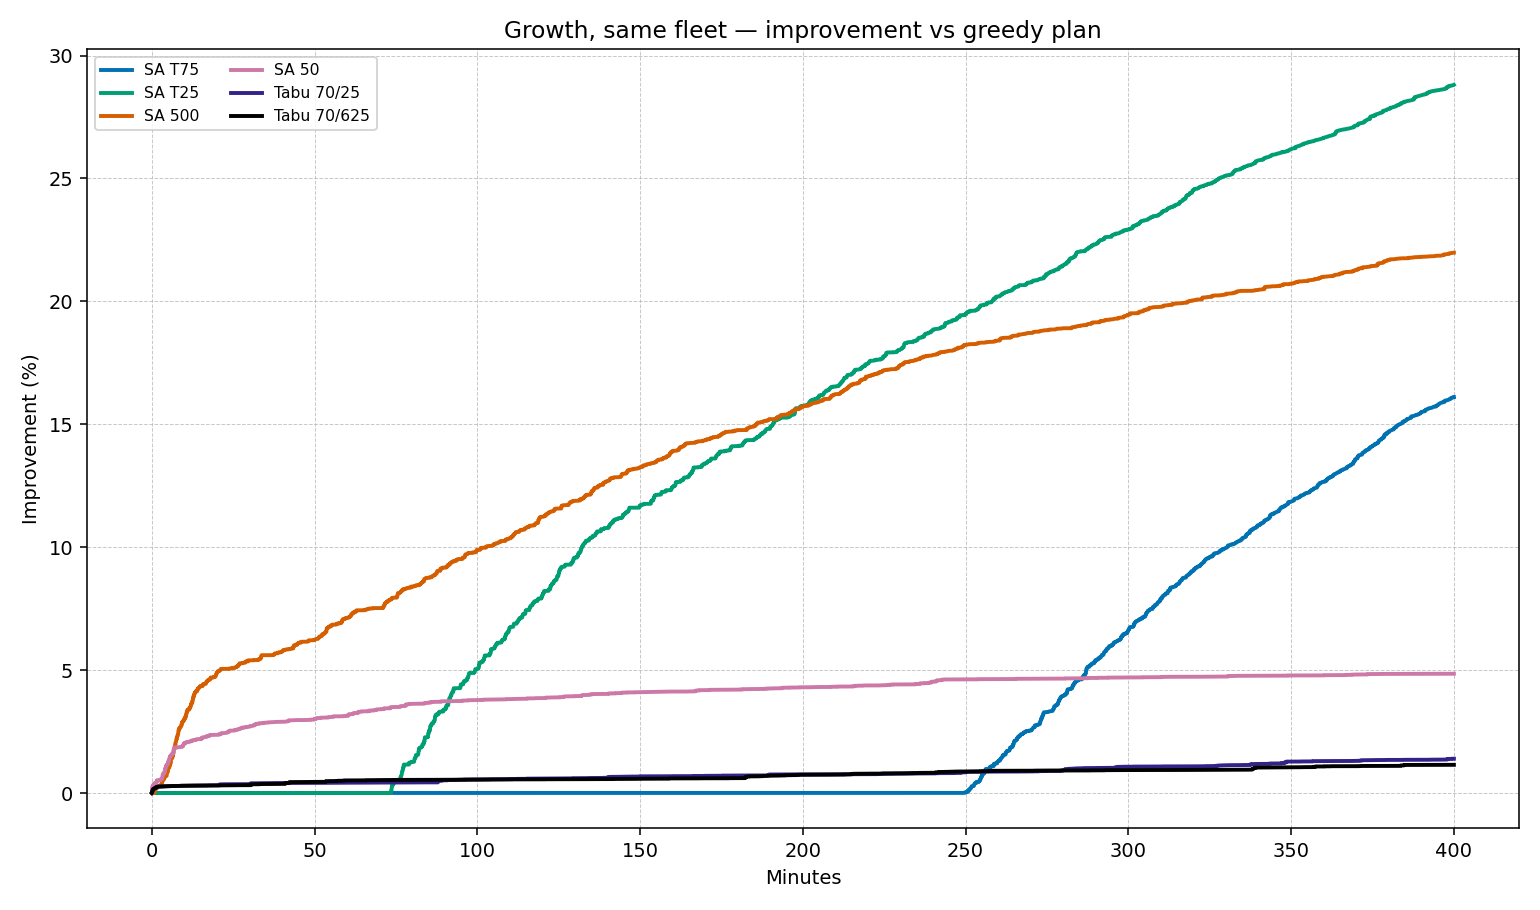 Growth, same fleet — improvement vs greedy plan
SA T75
SA T25
SA 500
SA 50
Tabu 70/25
Tabu 70/625
Improvement (%)
30
25
20
15
10
5
0
0 50 100 150 200 250 300 350 400
Minutes